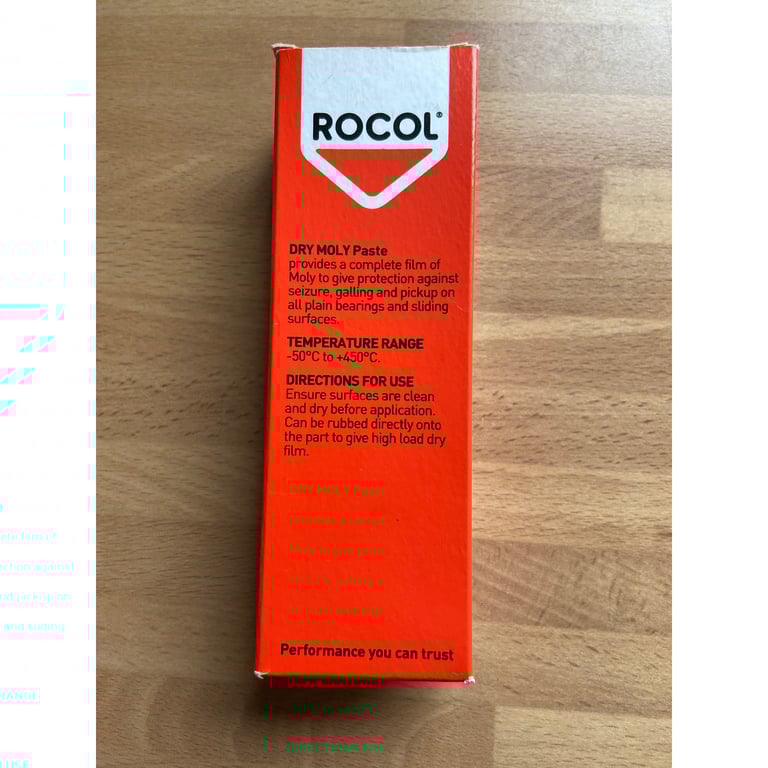 ROCOL®
DRY MOLY Paste
provides a complete film of
Moly to give protection against
seizure, galling and pickup on
all plain bearings and sliding
surfaces.
TEMPERATURE RANGE
-50°C to +450°C.
DIRECTIONS FOR USE
Ensure surfaces are clean
and dry before application.
Can be rubbed directly onto
the part to give high load dry
film.
DRY MOLY Paste
Performance you can trust